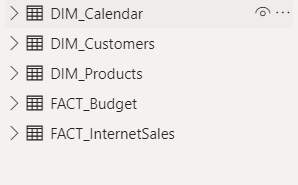 DIM_Calendar
DIM_Customers
DIM_Products
FACT_Budget
FACT_InternetSales